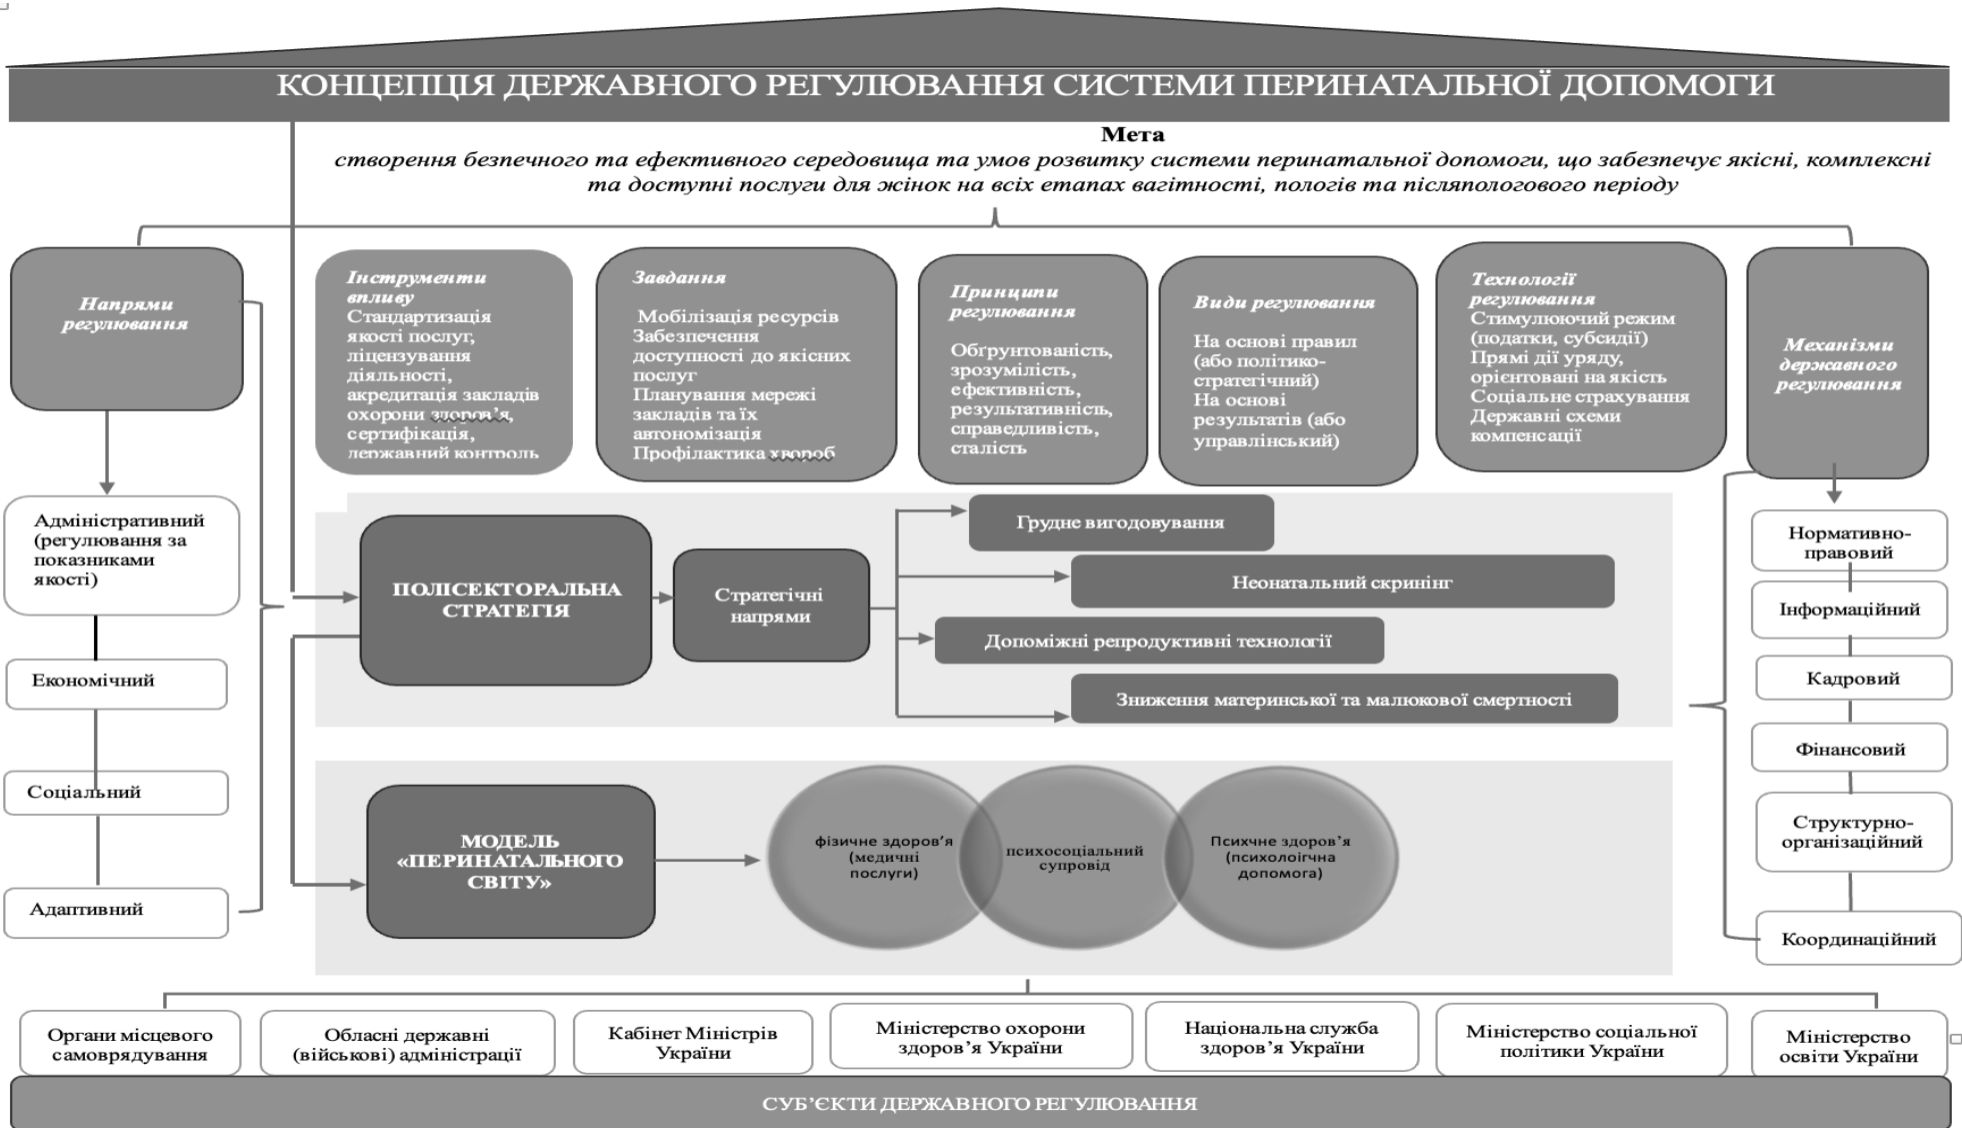 КОНЦЕПЦІЯ ДЕРЖАВНОГО РЕГУЛЮВАННЯ СИСТЕМИ ПЕРИНАТАЛЬНОЇ ДОПОМОГИ
Мета
створення безпечного та ефективного середовища та умов розвитку системи перинатальної допомоги, що забезпечує якісні, комплексні
та доступні послуги для жінок на всіх етапах вагітності, пологів та післяпологового періоду
Напрями
регулювання
Інструменти
впливу
Стандартизація
якості послуг,
ліцензування
діяльності,
акредитація закладів
охорони здоров’я,
сертифікація,
державний контроль
Завдання
Мобілізація ресурсів
Забезпечення
доступності до якісних
послуг
Планування мережі
закладів та їх
автономізація
Профілактика хвороб
Принципи
регулювання
Обґрунтованість,
зрозумілість,
ефективність,
результативність,
справедливість,
сталість
Види регулювання
На основі правил
(або політико-
стратегічний)
На основі
результатів (або
управлінський)
Технології
регулювання
Стимулюючий режим
(податки, субсидії)
Прямі дії уряду,
орієнтовані на якість
Соціальне страхування
Державні схеми
компенсації
Механізми
державного
регулювання
Адміністративний
(регулювання за
показниками
якості)
Економічний
Соціальний
Адаптивний
ПОЛІСЕКТОРАЛЬНА
СТРАТЕГІЯ
Стратегічні
напрями
Грудне вигодовування
Неонатальний скринінг
Допоміжні репродуктивні технології
Зниження материнської та малюкової смертності
МОДЕЛЬ
«ПЕРИНАТАЛЬНОГО
СВІТУ»
фізичне здоров’я
(медичні
послуги)
психосоціальний
супровід
Психчне здоров’я
(психолоігчна
допомога)
Нормативно-
правовий
Інформаційний
Кадровий
Фінансовий
Структурно-
організаційний
Координаційний
Органи місцевого
самоврядування
Обласні державні
(військові) адміністрації
Кабінет Міністрів
України
Міністерство охорони
здоров’я України
Національна служба
здоров’я України
Міністерство соціальної
політики України
Міністерство
освіти України
СУБ’ЄКТИ ДЕРЖАВНОГО РЕГУЛЮВАННЯ